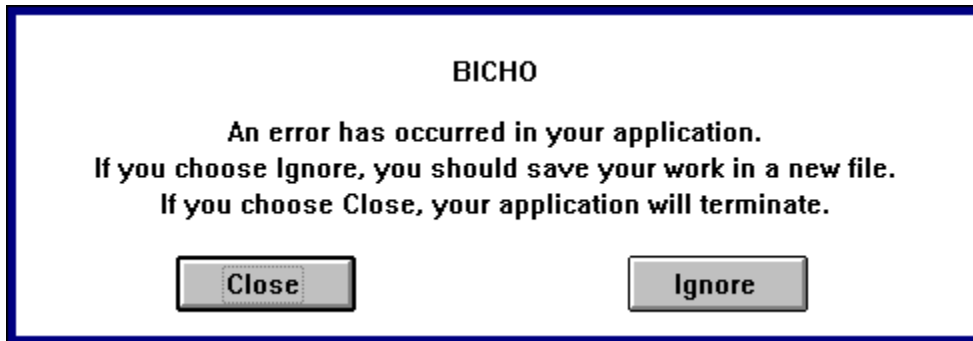 BICHO
An error has occurred in your application.
If you choose Ignore, you should save your work in a new file.
If you choose Close, your application will terminate.
Close Ignore